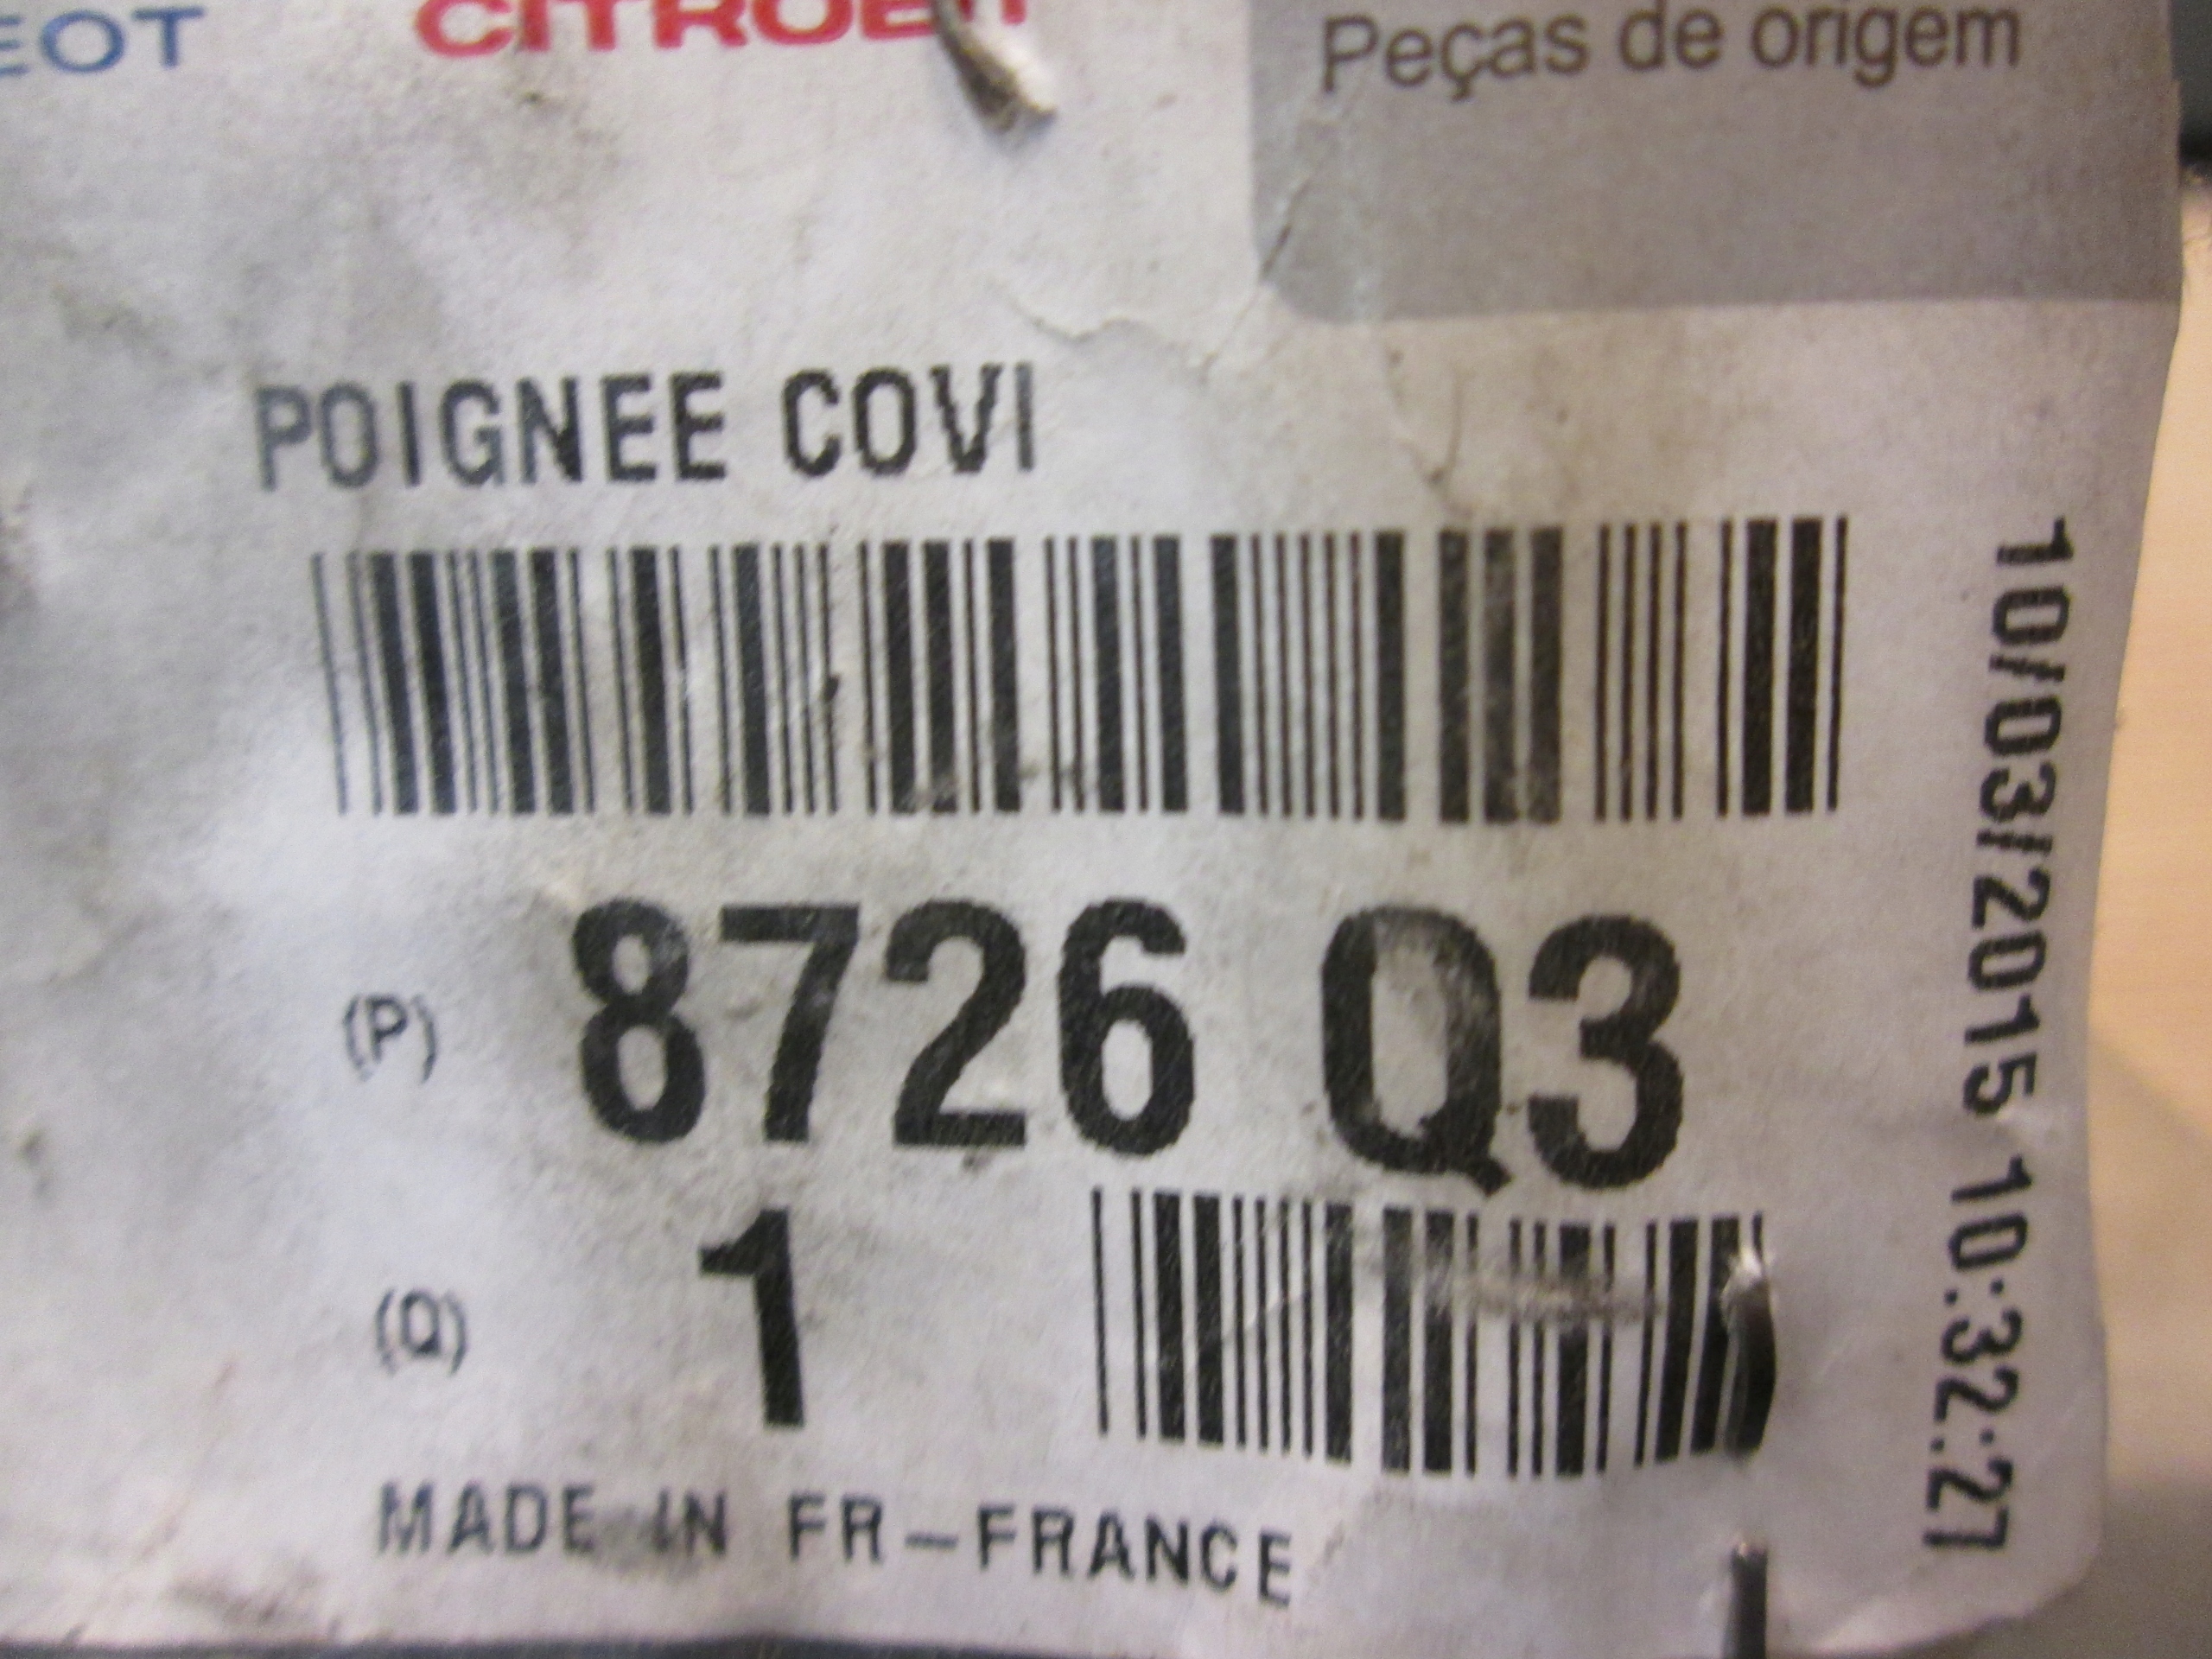 EOT CITROËN Peças de origem
POIGNEE COVI
(P) 8726 Q3
(Q) 1
MADE IN FR-FRANCE
10/03/2015 10:32:27